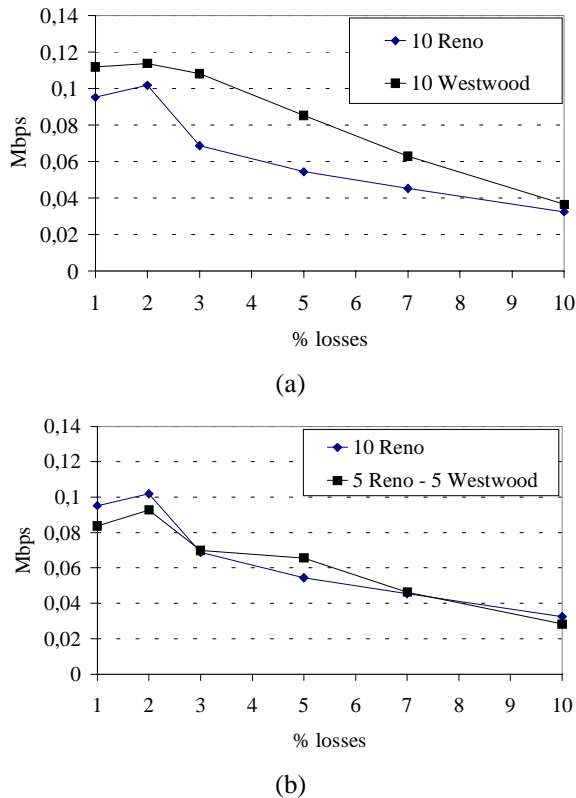 0,14
0,12
0,1
0,08
0,06
0,04
0,02
0
Mbps
10 Reno
10 Westwood
1 2 3 4 5 6 7 8 9 10
% losses
(a)
0,14
0,12
0,1
0,08
0,06
0,04
0,02
0
Mbps
10 Reno
5 Reno - 5 Westwood
1 2 3 4 5 6 7 8 9 10
% losses
(b)